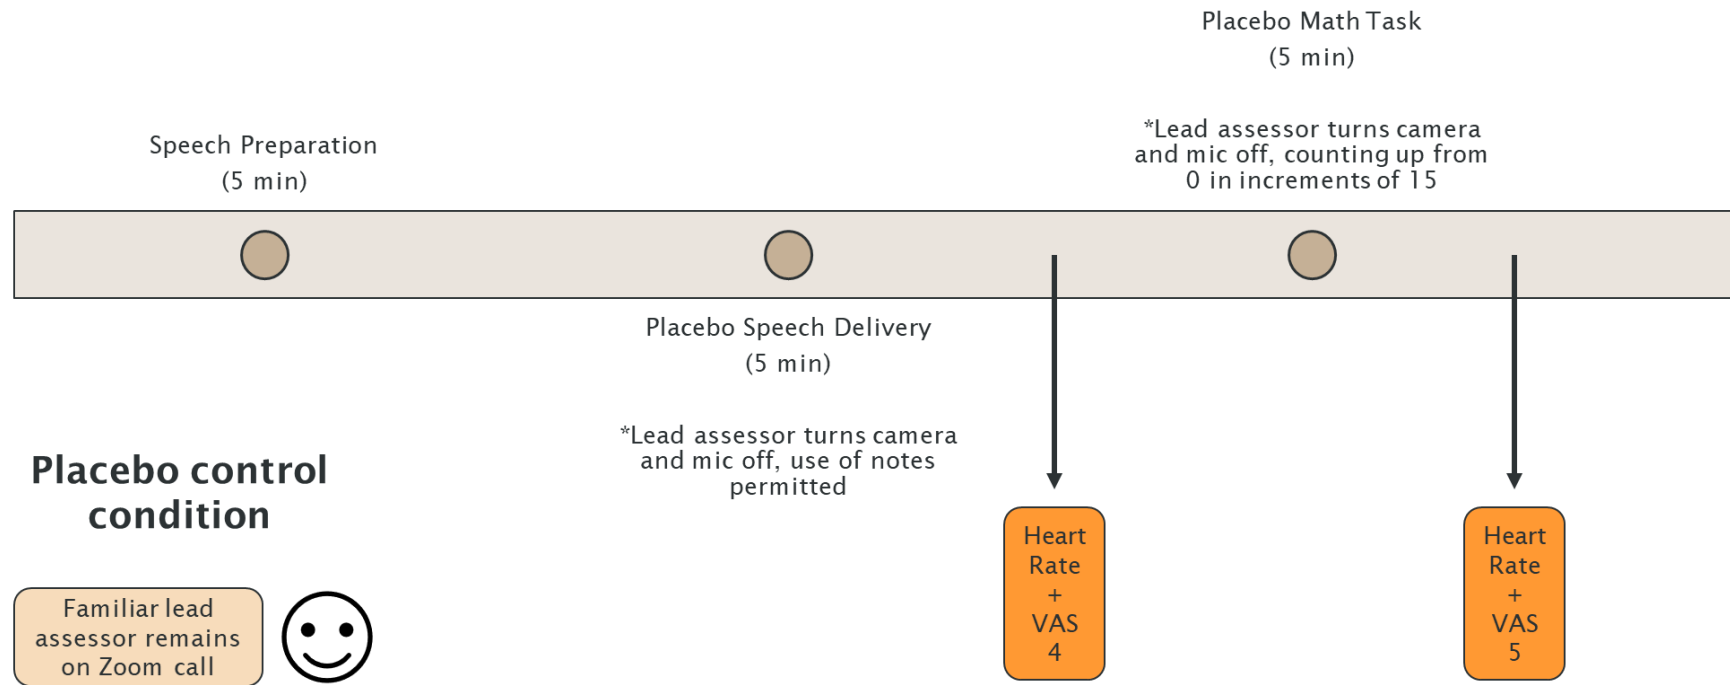 Placebo Math Task
(5 min)
*Lead assessor turns camera
and mic off, counting up from
0 in increments of 15
Speech Preparation
(5 min)
Placebo Speech Delivery
(5 min)
*Lead assessor turns camera
and mic off, use of notes
permitted
Placebo control
condition
Familiar lead
assessor remains
on Zoom call
Heart
Rate
+
VAS
4
Heart
Rate
+
VAS
5